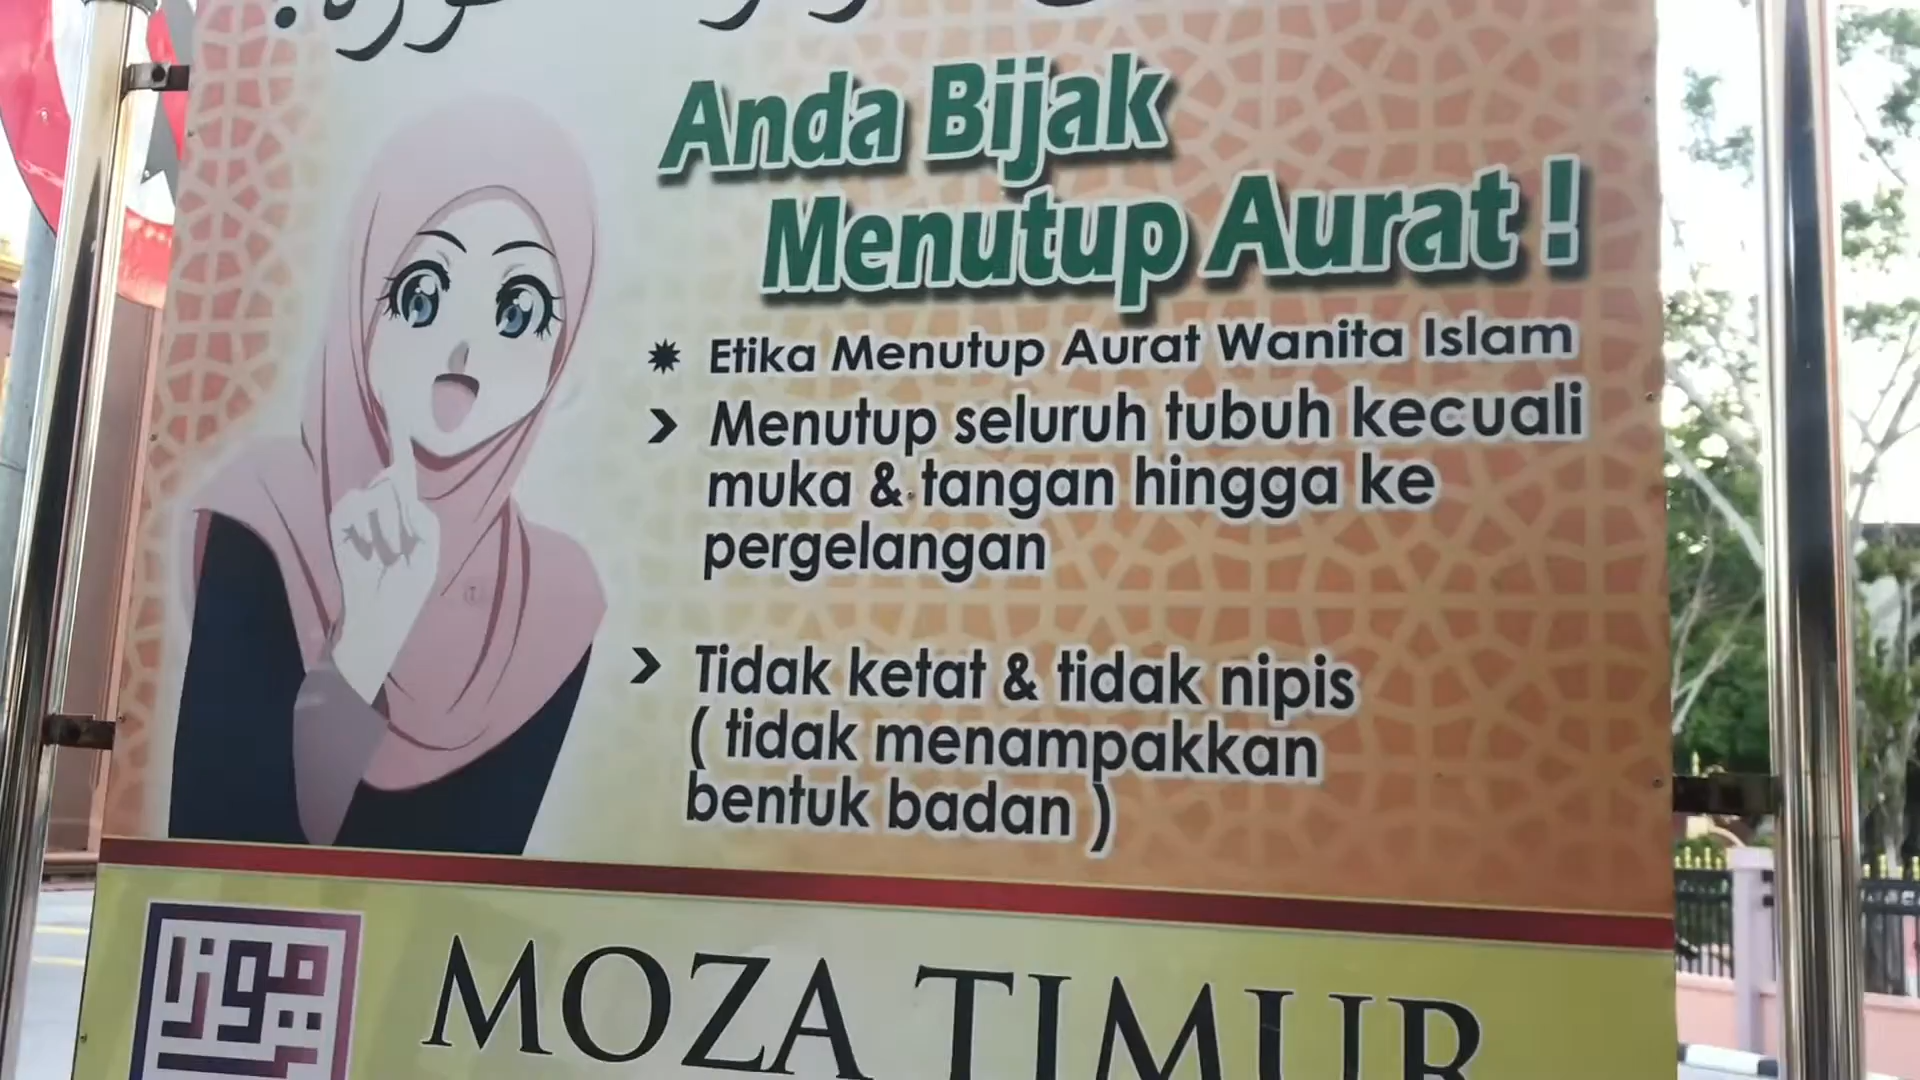 Anda Bijak
Menutup Aurat !
Etika Menutup Aurat Wanita Islam
Menutup seluruh tubuh kecuali
muka & tangan hingga ke
pergelangan
Tidak ketat & tidak nipis
( tidak menampakkan
bentuk badan )
MOZA TIMUR